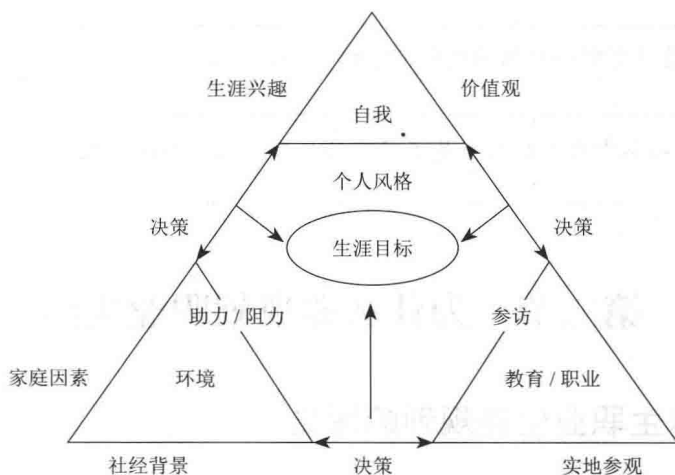 生涯兴趣
价值观
自我
个人风格
决策
生涯目标
决策
助力 / 阻力
参访
家庭因素
环境
教育 / 职业
社经背景
决策
实地参观